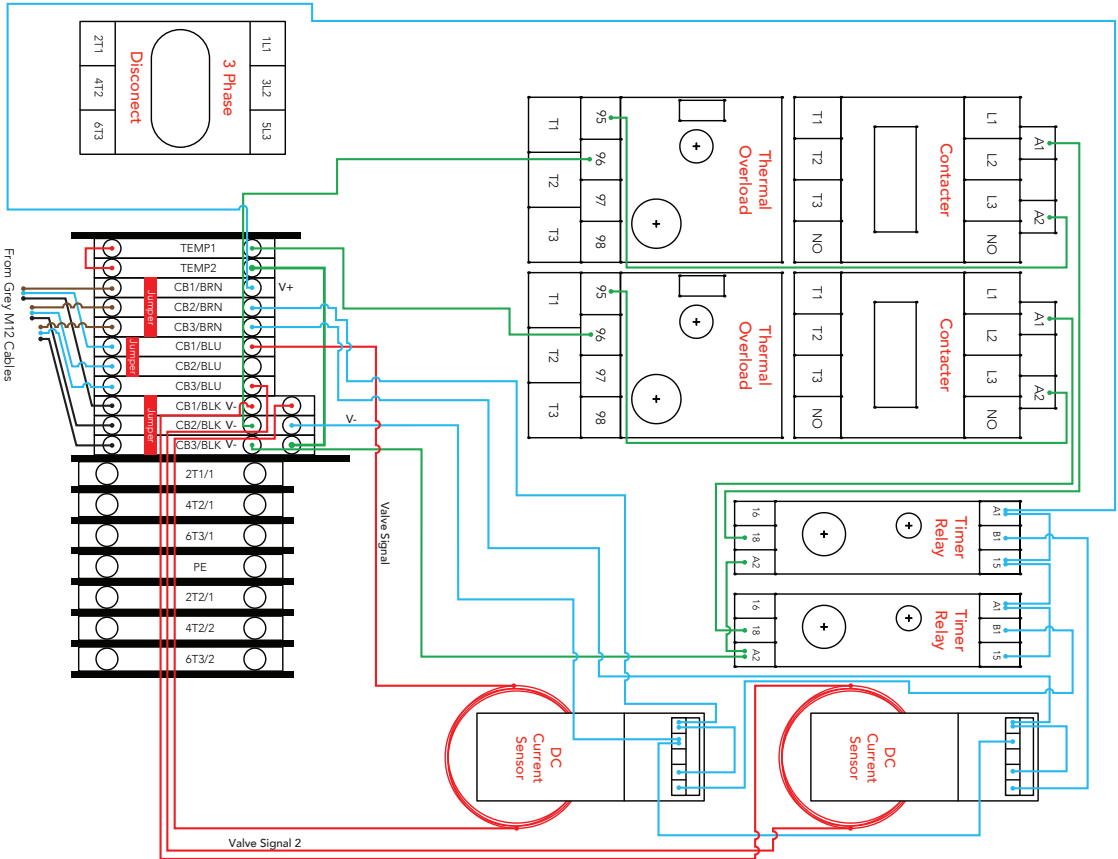 2T1
4T2
6T3
Disconect
3 Phase
1L1
3L2
5L3
T1
T2
T3
95
96
97
98
Thermal
Overload
T1
T2
T3
NO
Contacter
L1
L2
L3
NO
A1
A2
T1
T2
T3
95
96
97
98
Thermal
Overload
T1
T2
T3
NO
Contacter
L1
L2
L3
NO
A1
A2
From Grey M12 Cables
TEMP1
TEMP2
CB1/BRN
V+
CB2/BRN
CB3/BRN
Jumper
CB1/BLU
CB2/BLU
Jumper
CB3/BLU
CB1/BLK V-
CB2/BLK V-
V-
CB3/BLK V-
Jumper
2T1/1
4T2/1
6T3/1
PE
2T2/1
4T2/2
6T3/2
Valve Signal
16
18
A2
Timer
Relay
A1
B1
15
16
18
A2
Timer
Relay
A1
B1
15
DC
Current
Sensor
DC
Current
Sensor
Valve Signal 2